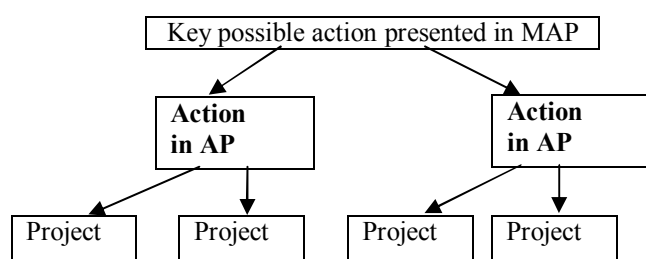 Key possible action presented in MAP
Action
in AP
Action
in AP
Project
Project
Project
Project